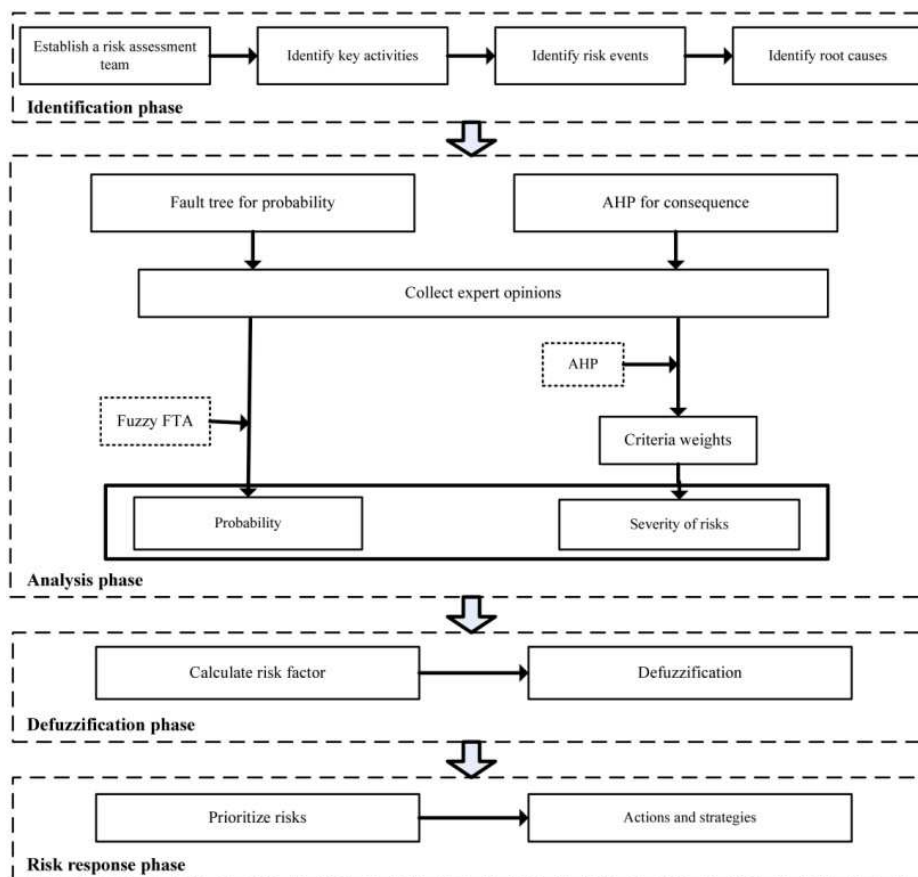 Establish a risk assessment
team
Identify key activities
Identify risk events
Identify root causes
Identification phase
Fault tree for probability
AHP for consequence
Collect expert opinions
AHP
Fuzzy FTA
Criteria weights
Probability
Severity of risks
Analysis phase
Calculate risk factor
Defuzzification
Defuzzification phase
Prioritize risks
Actions and strategies
Risk response phase